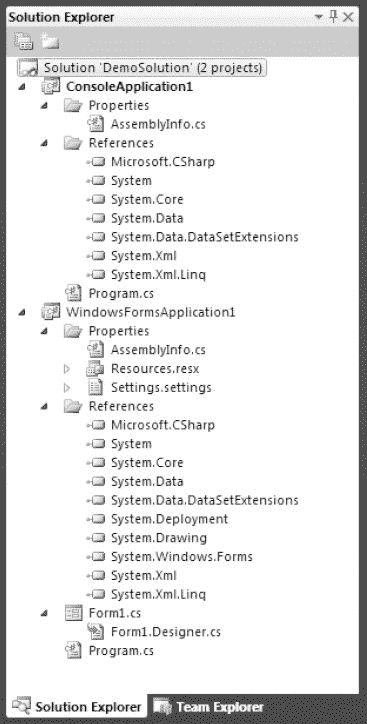 Solution Explorer
Solution 'DemoSolution' (2 projects)
ConsoleApplication1
Properties
AssemblyInfo.cs
References
Microsoft.CSharp
System
System.Core
System.Data
System.Data.DataSetExtensions
System.Xml
System.Xml.Linq
Program.cs
WindowsFormsApplication1
Properties
AssemblyInfo.cs
Resources.resx
Settings.settings
References
Microsoft.CSharp
System
System.Core
System.Data
System.Data.DataSetExtensions
System.Deployment
System.Drawing
System.Windows.Forms
System.Xml
System.Xml.Linq
Form1.cs
Form1.Designer.cs
Program.cs
Solution Explorer Team Explorer